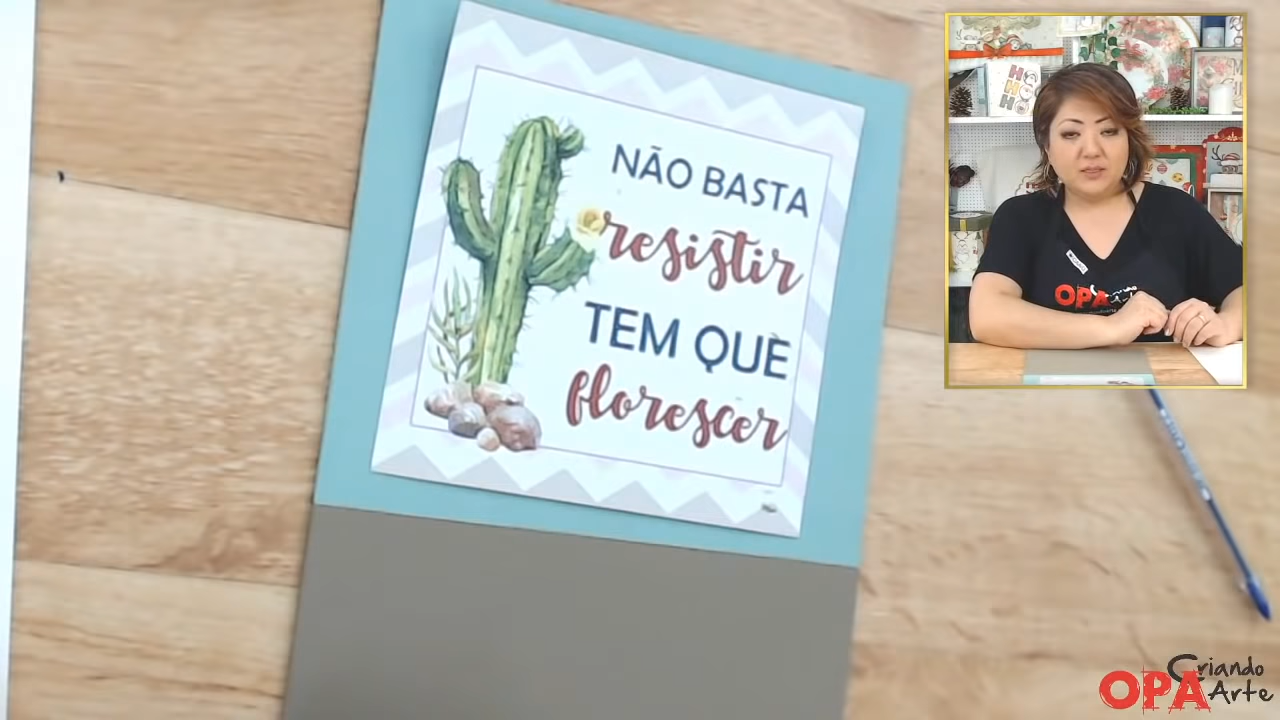 NÃO BASTA
resistir
TEM QUE
florescer
HO
HO
HO
OPA
OPA
Criando
Arte